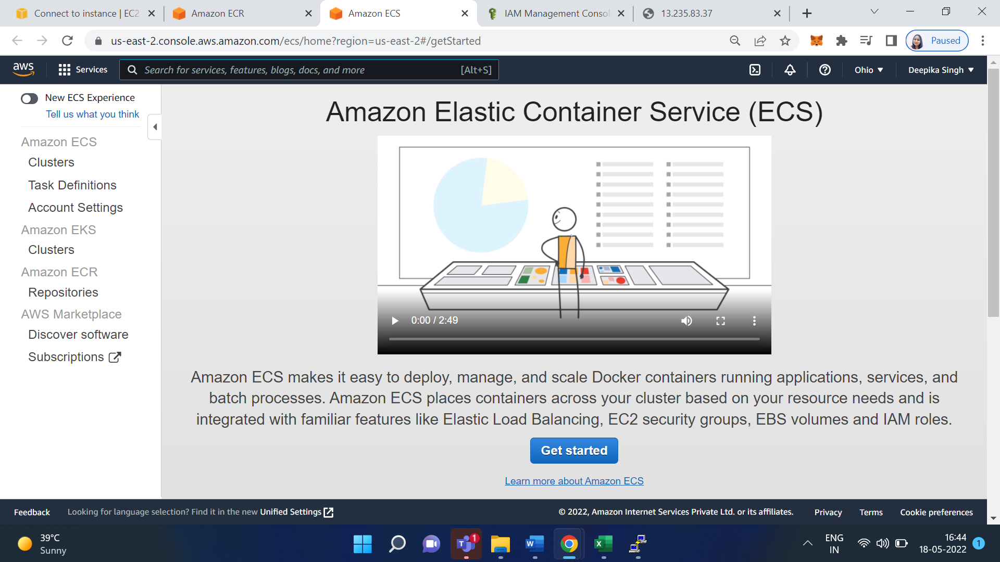 Connect to instance | EC2
Amazon ECR
Amazon ECS
IAM Management Consol
13.235.83.37
us-east-2.console.aws.amazon.com/ecs/home?region=us-east-2#/getStarted
Paused
aws
Services
Search for services, features, blogs, docs, and more
[Alt+S]
Ohio
Deepika Singh
New ECS Experience
Tell us what you think
Amazon ECS
Clusters
Task Definitions
Account Settings
Amazon EKS
Clusters
Amazon ECR
Repositories
AWS Marketplace
Discover software
Subscriptions
Amazon Elastic Container Service (ECS)
0:00 / 2:49
Amazon ECS makes it easy to deploy, manage, and scale Docker containers running applications, services, and
batch processes. Amazon ECS places containers across your cluster based on your resource needs and is
integrated with familiar features like Elastic Load Balancing, EC2 security groups, EBS volumes and IAM roles.
Get started
Learn more about Amazon ECS
Feedback
Looking for language selection? Find it in the new Unified Settings
© 2022, Amazon Internet Services Private Ltd. or its affiliates.
Privacy
Terms
Cookie preferences
39°C
Sunny
T
1
W
X
ENG
IN
16:44
18-05-2022
1